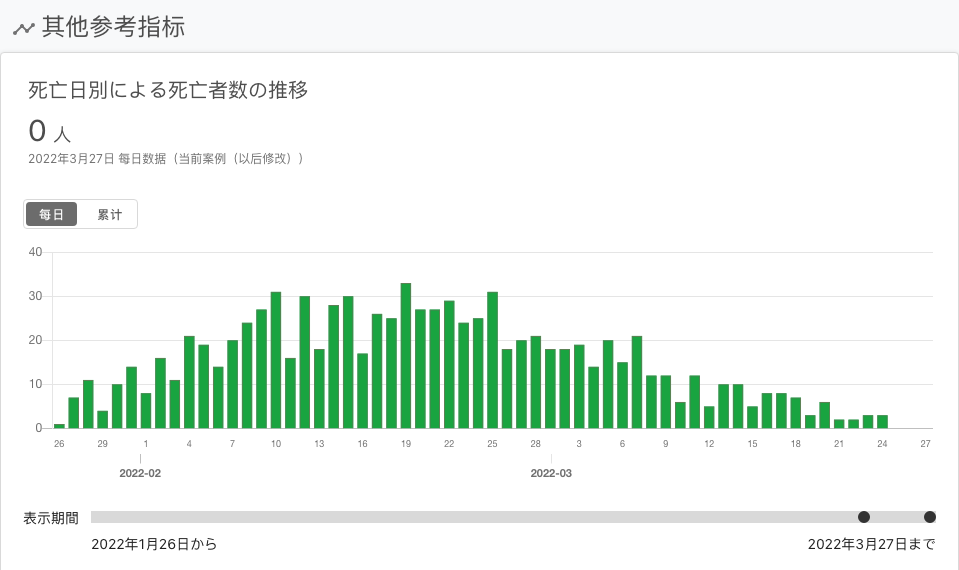 其他参考指标
死亡日別による死亡者数の推移
0 人
2022年3月27日 每日数据（当前案例（以后修改））
每日 累计
40
30
20
10
0
26 29 1 4 7 10 13 16 19 22 25 28 3 6 9 12 15 18 21 24 27
2022-02 2022-03
表示期間
2022年1月26日から 2022年3月27日まで